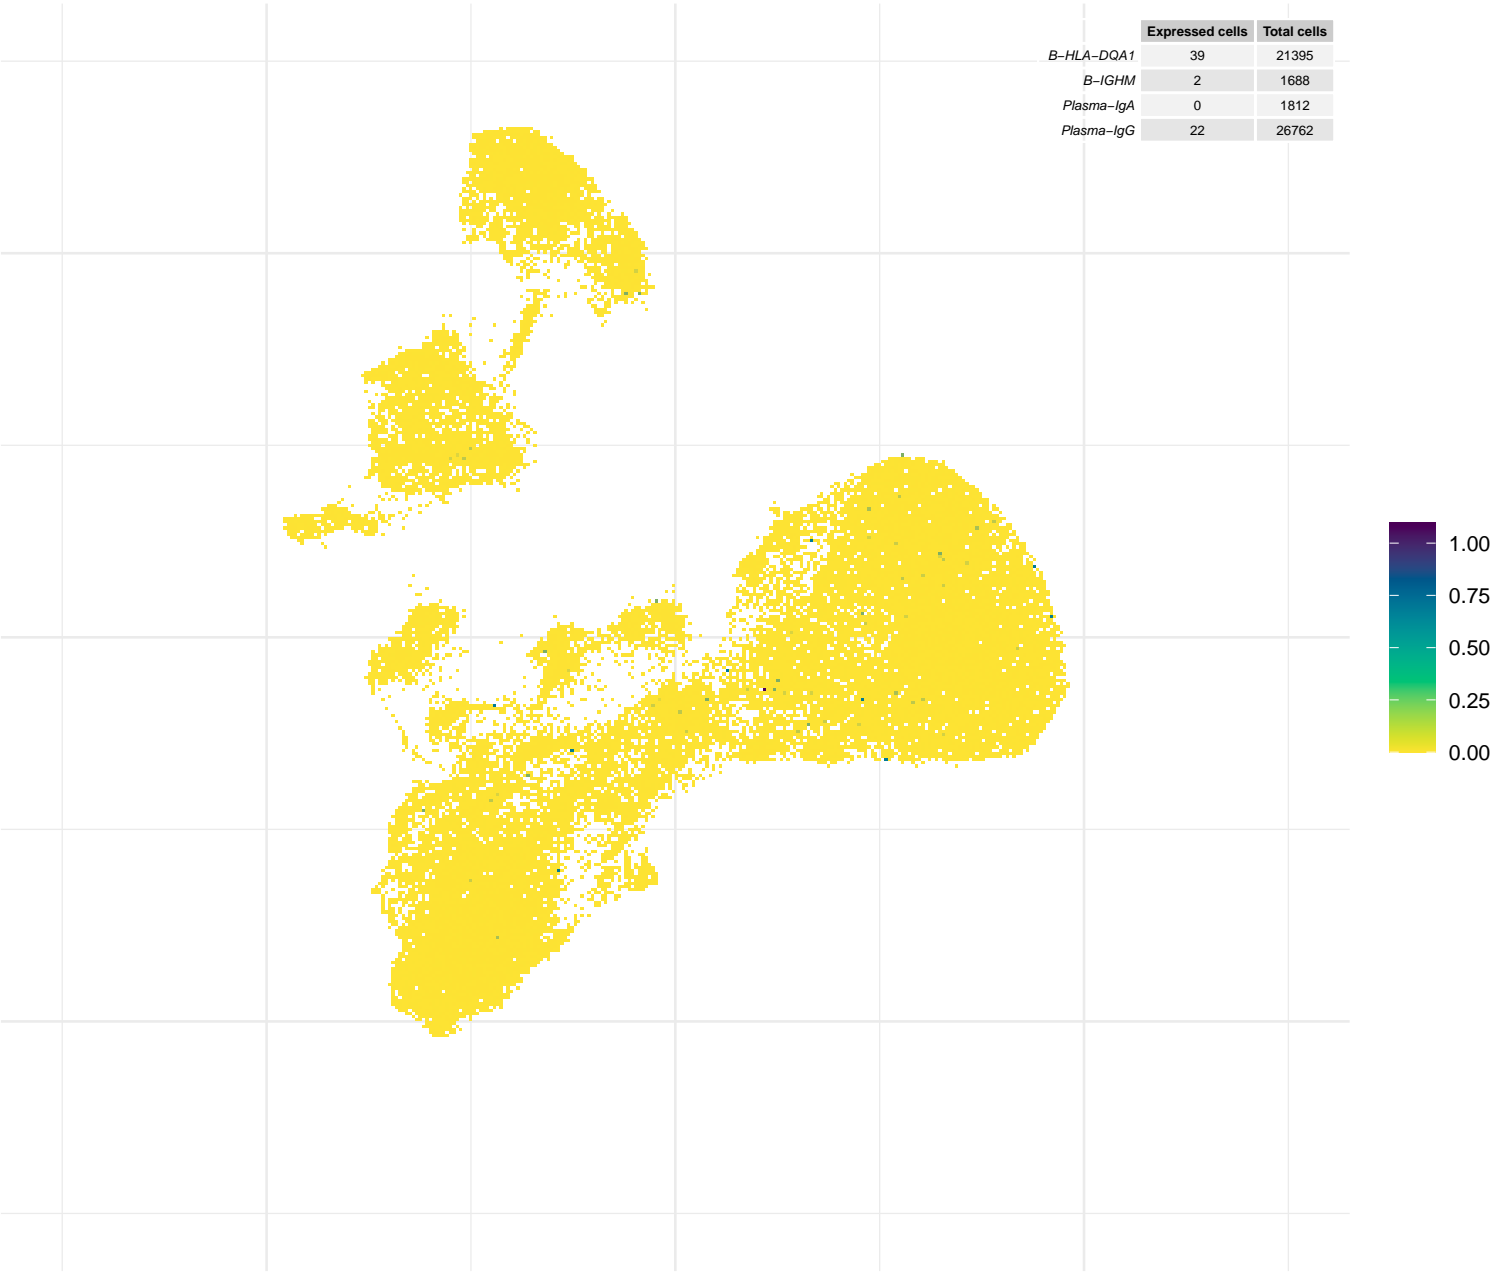 Expressed cells Total cells
B−HLA−DQA1 39 21395
B−IGHM 2 1688
Plasma−IgA 0 1812
Plasma−IgG 22 26762
1.00
0.75
0.50
0.25
0.00